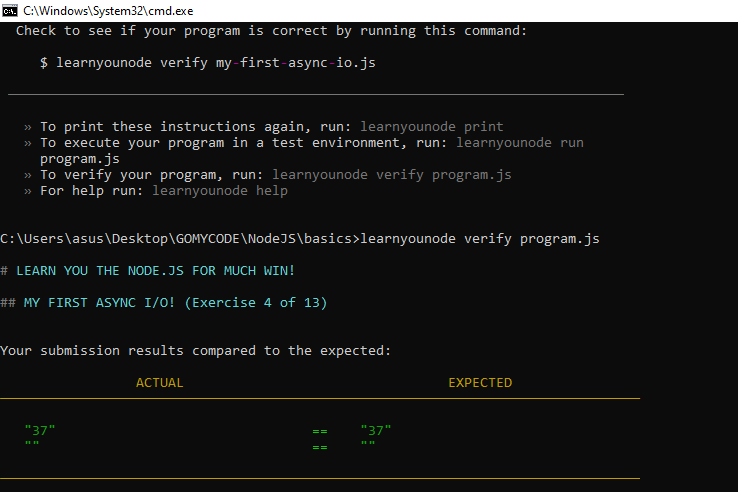 C:\Windows\System32\cmd.exe
Check to see if your program is correct by running this command:
$ learnyounode verify my-first-async-io.js
» To print these instructions again, run: learnyounode print
» To execute your program in a test environment, run: learnyounode run
program.js
» To verify your program, run: learnyounode verify program.js
» For help run: learnyounode help
C:\Users\asus\Desktop\GOMYCODE\NodeJS\basics>learnyounode verify program.js
# LEARN YOU THE NODE.JS FOR MUCH WIN!
## MY FIRST ASYNC I/O! (Exercise 4 of 13)
Your submission results compared to the expected:
ACTUAL EXPECTED
"37" == "37"
"" == ""